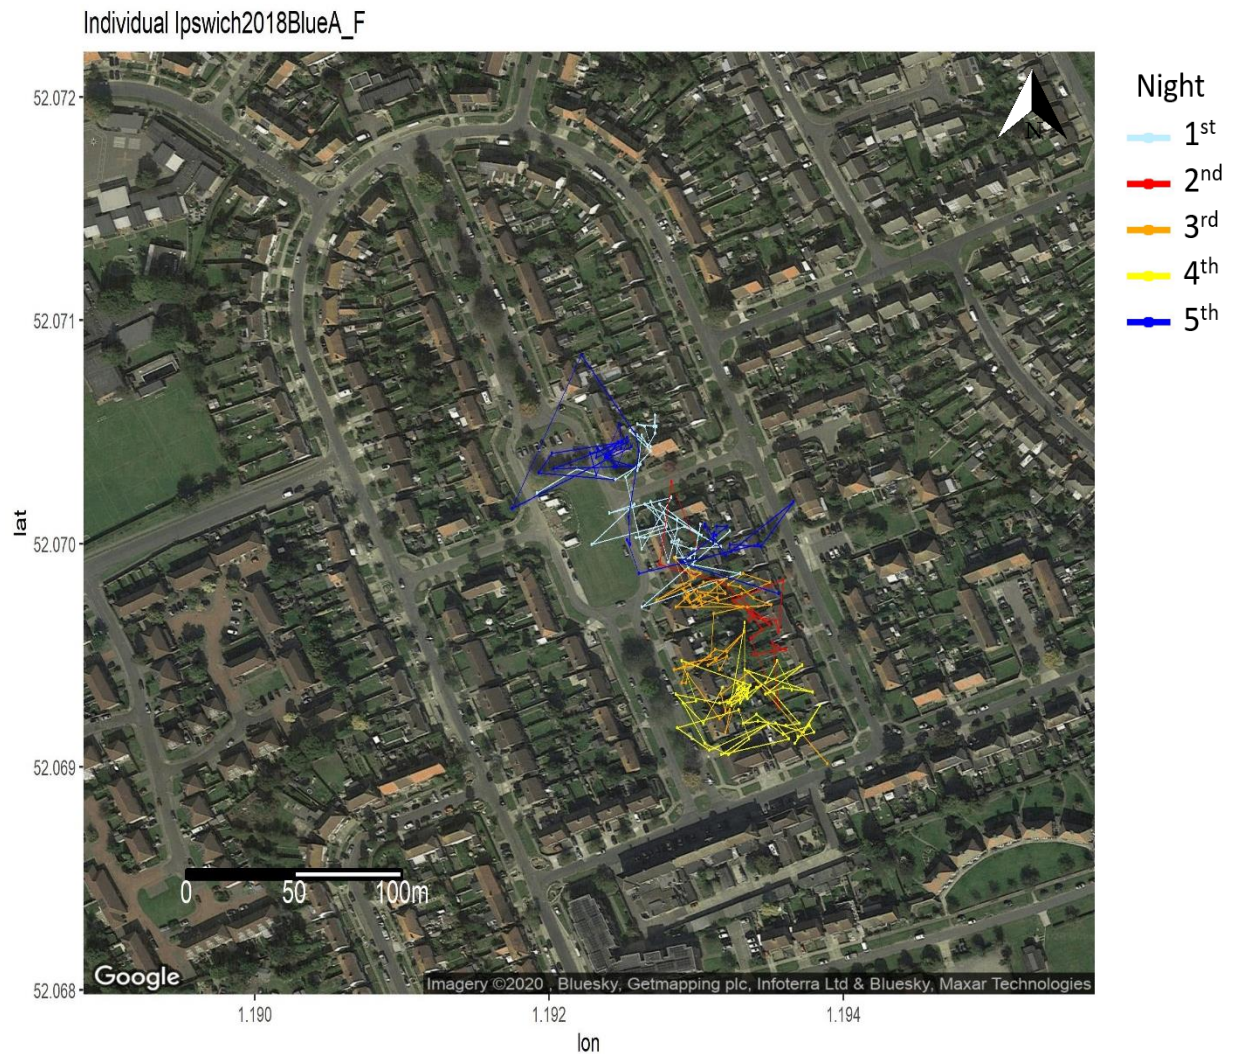 Individual Ipswich2018BlueA_F
Night
1st
2nd
3rd
4th
5th
N
52.072
52.071
52.070
52.069
52.068
lat
0 50 100m
Google
Imagery ©2020 , Bluesky, Getmapping plc, Infoterra Ltd & Bluesky, Maxar Technologies
1.190 1.192 1.194
lon